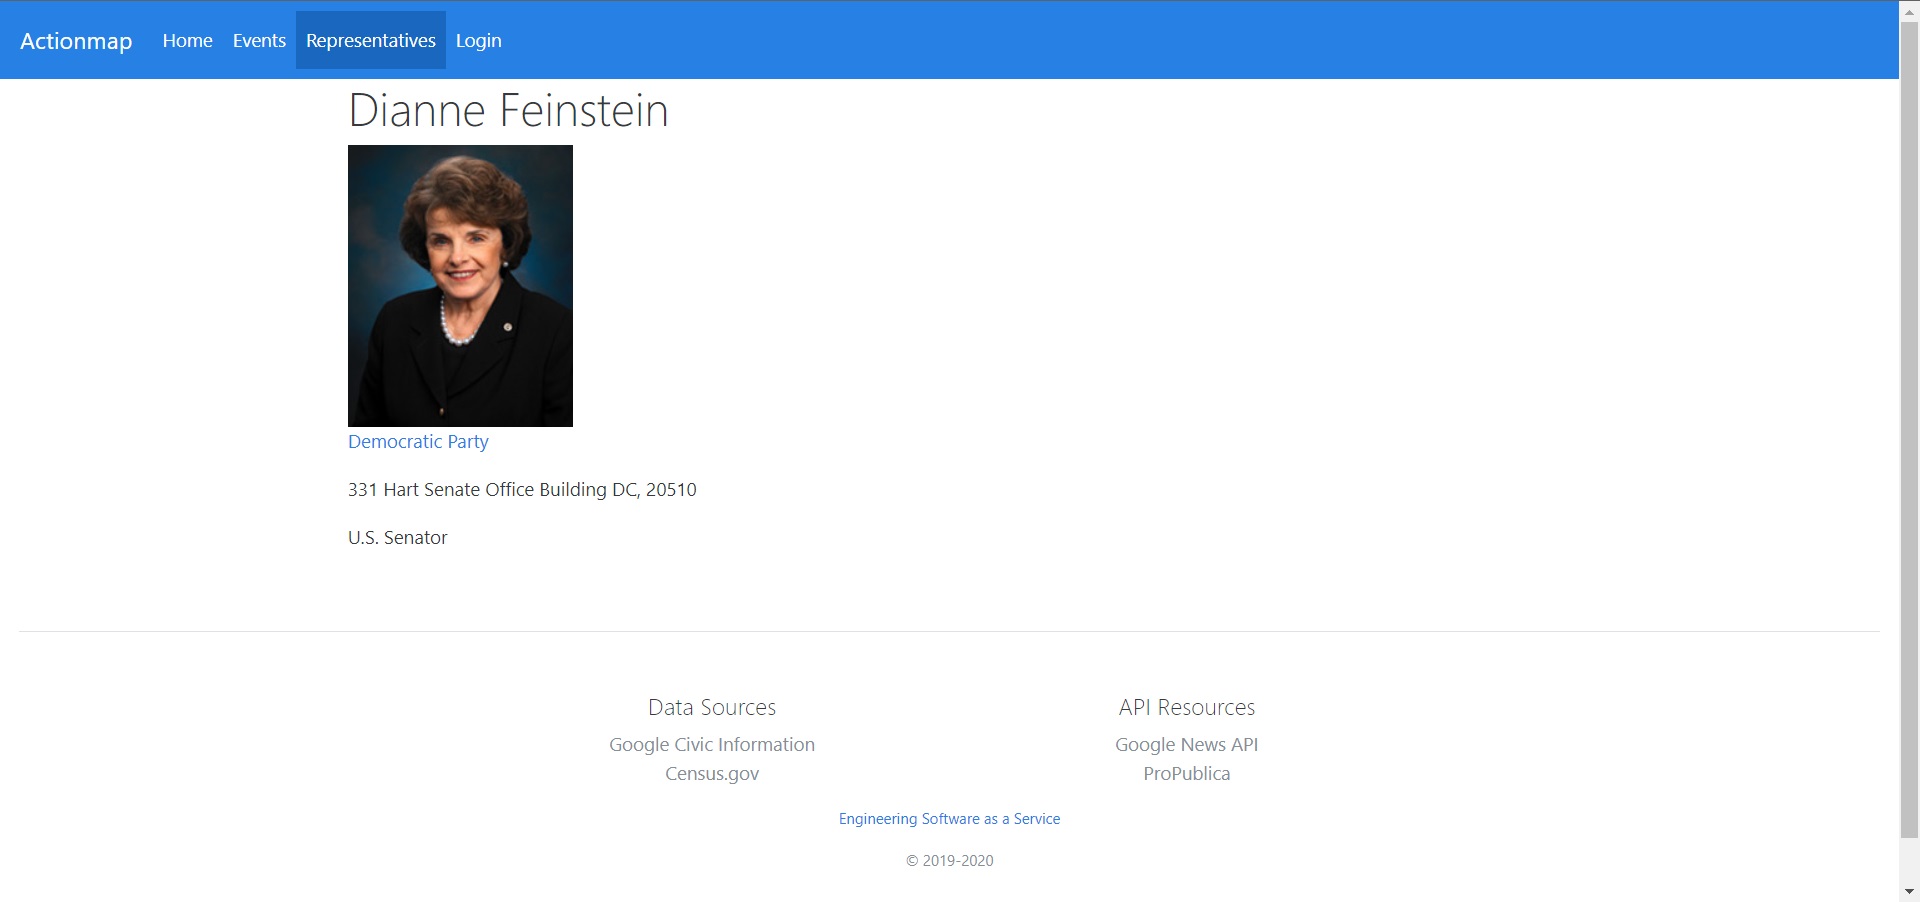 Actionmap Home Events Representatives Login
Dianne Feinstein
Democratic Party
331 Hart Senate Office Building DC, 20510
U.S. Senator
Data Sources
Google Civic Information
Census.gov
API Resources
Google News API
ProPublica
Engineering Software as a Service
© 2019-2020